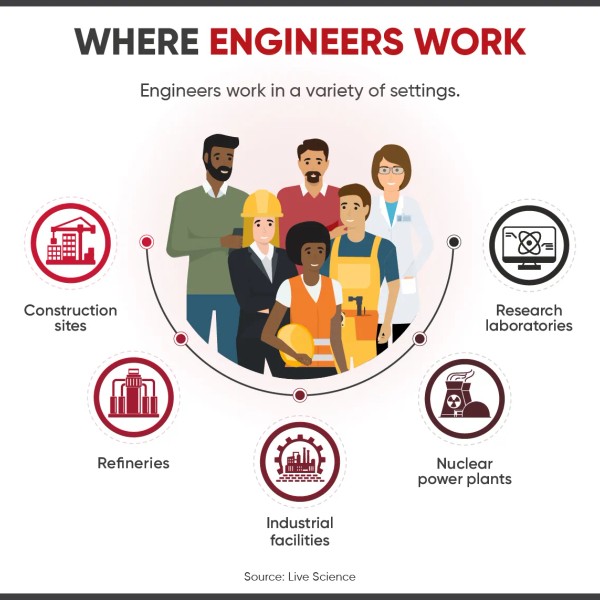 WHERE ENGINEERS WORK
Engineers work in a variety of settings.
Construction
sites
Research
laboratories
Refineries
Nuclear
power plants
Industrial
facilities
Source: Live Science